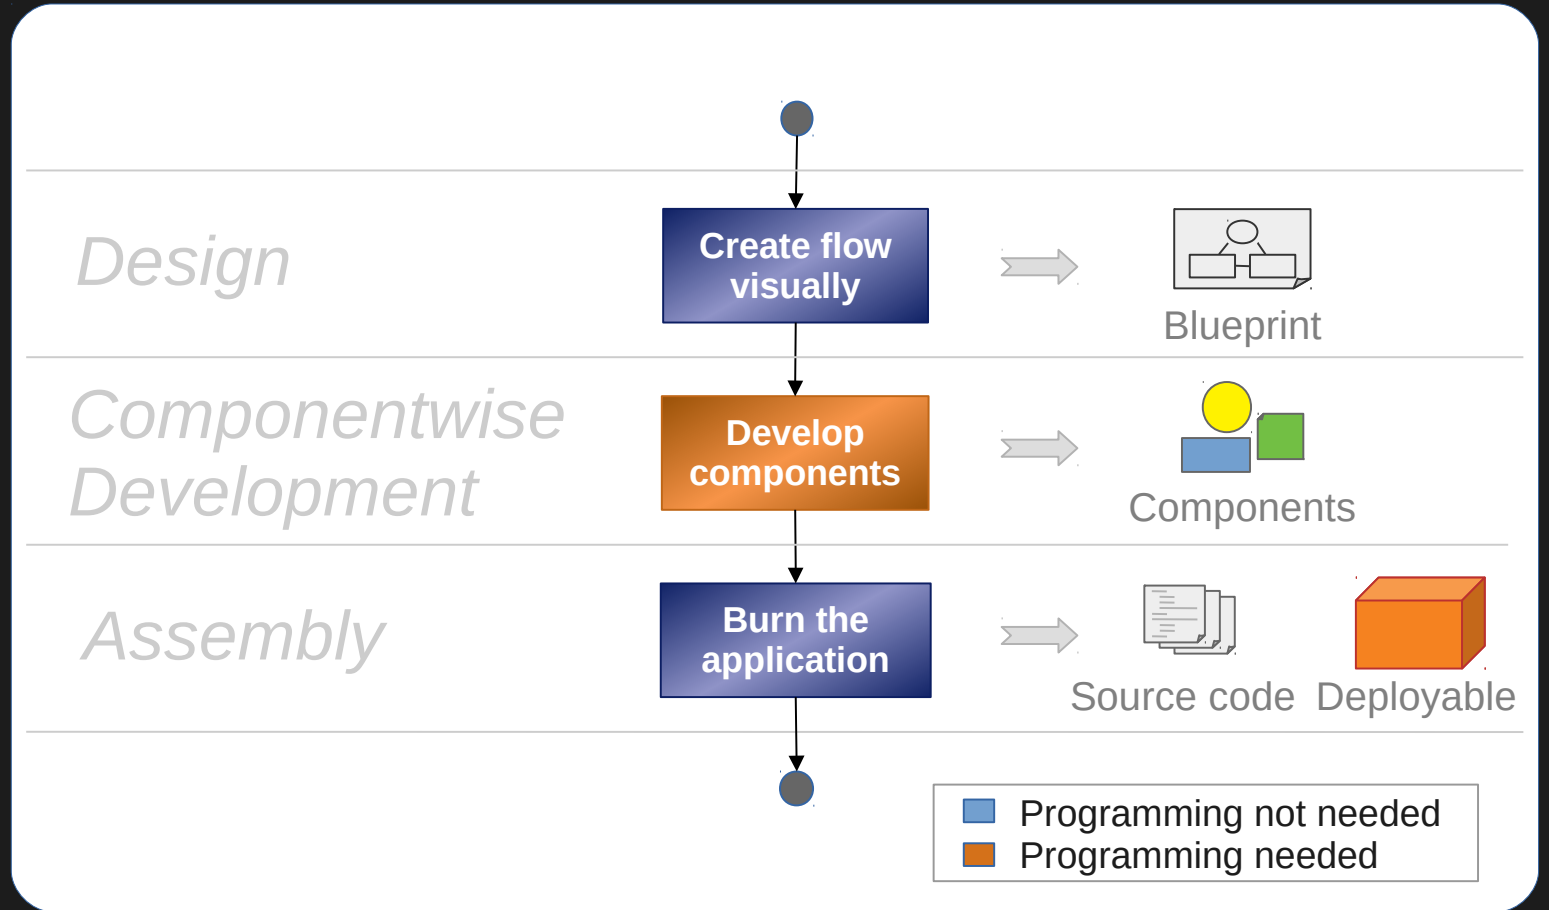 Design
Create flow
visually
Blueprint
Componentwise
Development
Develop
components
Components
Assembly
Burn the
application
Source code
Deployable
Programming not needed
Programming needed